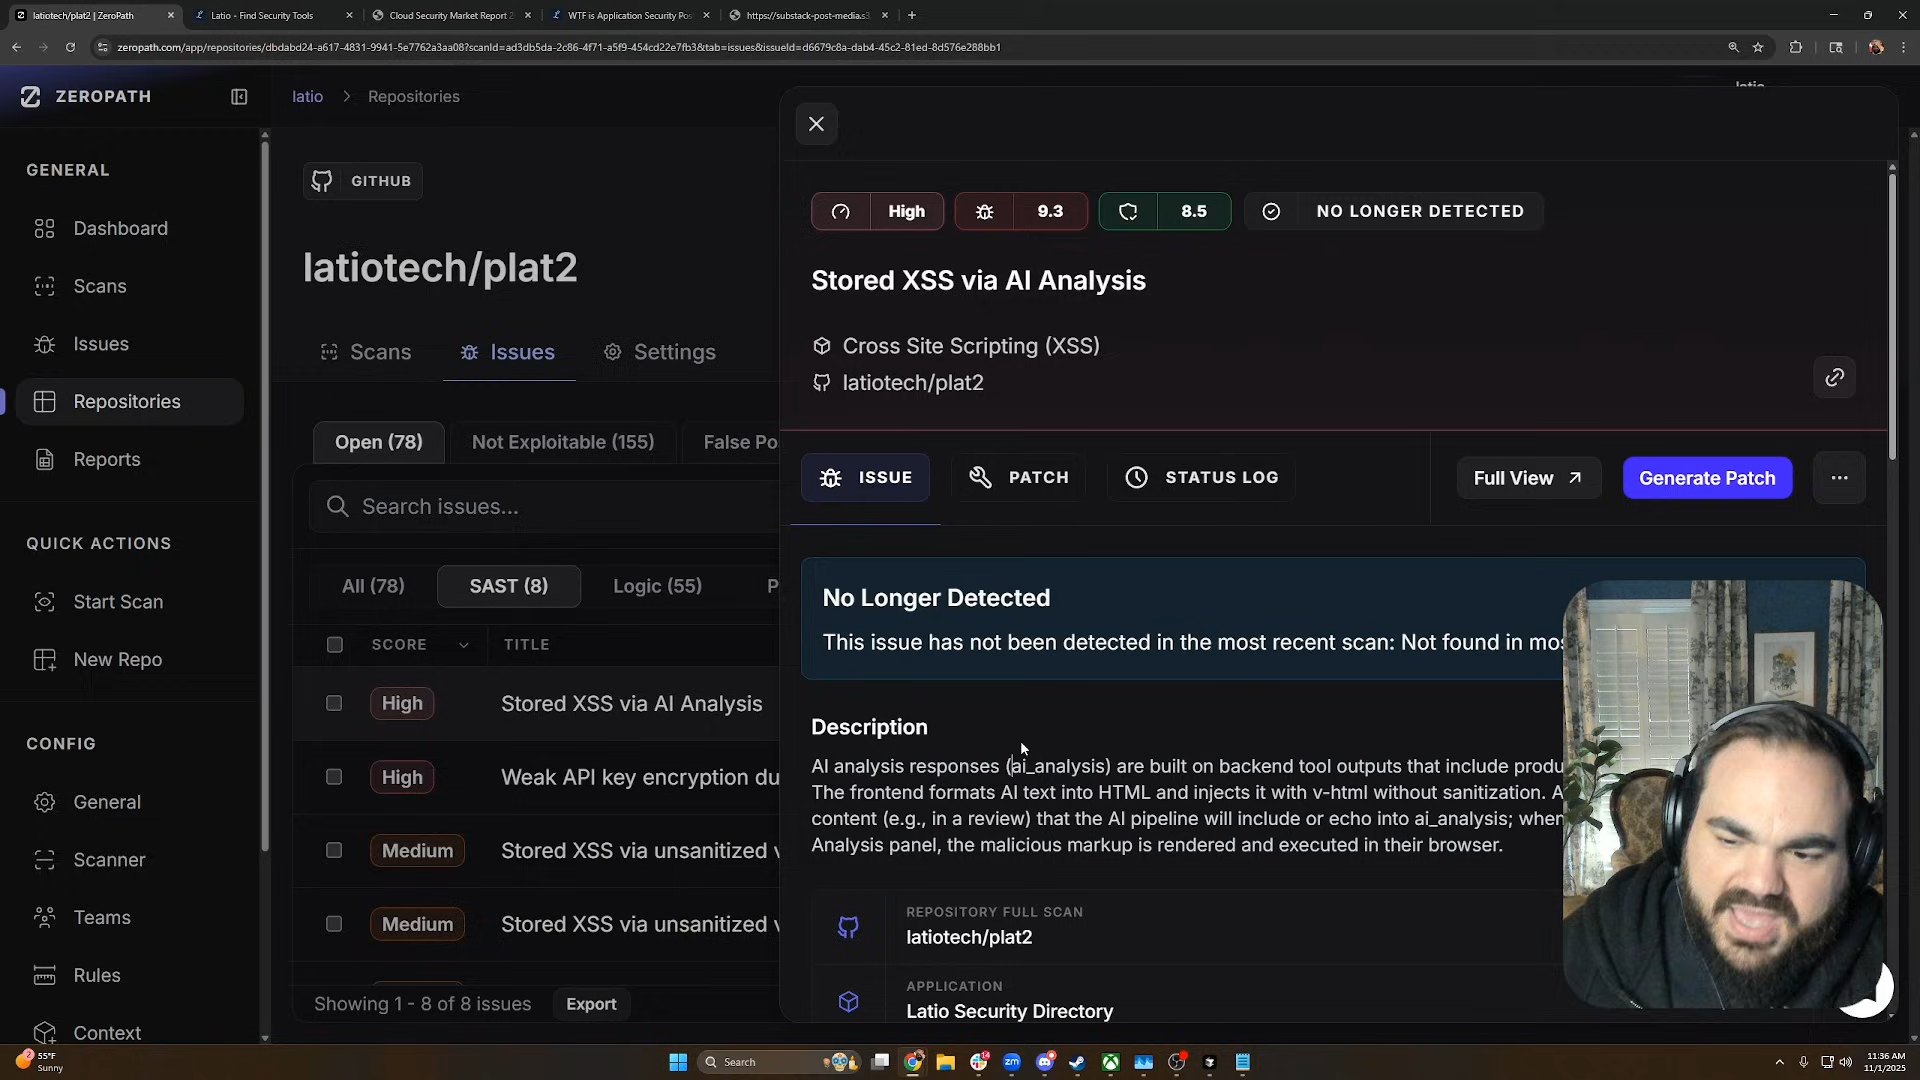 latiotech/plat2 | ZeroPath
Latio - Find Security Tools
Cloud Security Market Report 2
WTF is Application Security Pos
https://substack-post-media.s3
zeropath.com/app/repositories/dbdabd24-a617-4831-9941-5e7762a3aa08?scanId=ad3db5da-2c86-4f71-a5f9-454cd22e7fb3&tab=issues&issueId=d6679c8a-dab4-45c2-81ed-8d576e288bb1
ZEROPATH
latio > Repositories
latio
GENERAL
Dashboard
Scans
Issues
Repositories
Reports
QUICK ACTIONS
Start Scan
New Repo
CONFIG
General
Scanner
Teams
Rules
Context
GITHUB
latiotech/plat2
Scans
Issues
Settings
Open (78)
Not Exploitable (155)
False Po
Search issues...
All (78)
SAST (8)
Logic (55)
P
SCORE
TITLE
High
Stored XSS via AI Analysis
High
Weak API key encryption du
Medium
Stored XSS via unsanitized v
Medium
Stored XSS via unsanitized v
Showing 1 - 8 of 8 issues
Export
High
9.3
8.5
NO LONGER DETECTED
Stored XSS via AI Analysis
Cross Site Scripting (XSS)
latiotech/plat2
ISSUE
PATCH
STATUS LOG
Full View
Generate Patch
No Longer Detected
This issue has not been detected in the most recent scan: Not found in mos
Description
AI analysis responses (ai_analysis) are built on backend tool outputs that include produ
The frontend formats AI text into HTML and injects it with v-html without sanitization. A
content (e.g., in a review) that the AI pipeline will include or echo into ai_analysis; when
Analysis panel, the malicious markup is rendered and executed in their browser.
REPOSITORY FULL SCAN
latiotech/plat2
APPLICATION
Latio Security Directory
2
55°F
Sunny
Search
14
zm
11:36 AM
11/1/2025